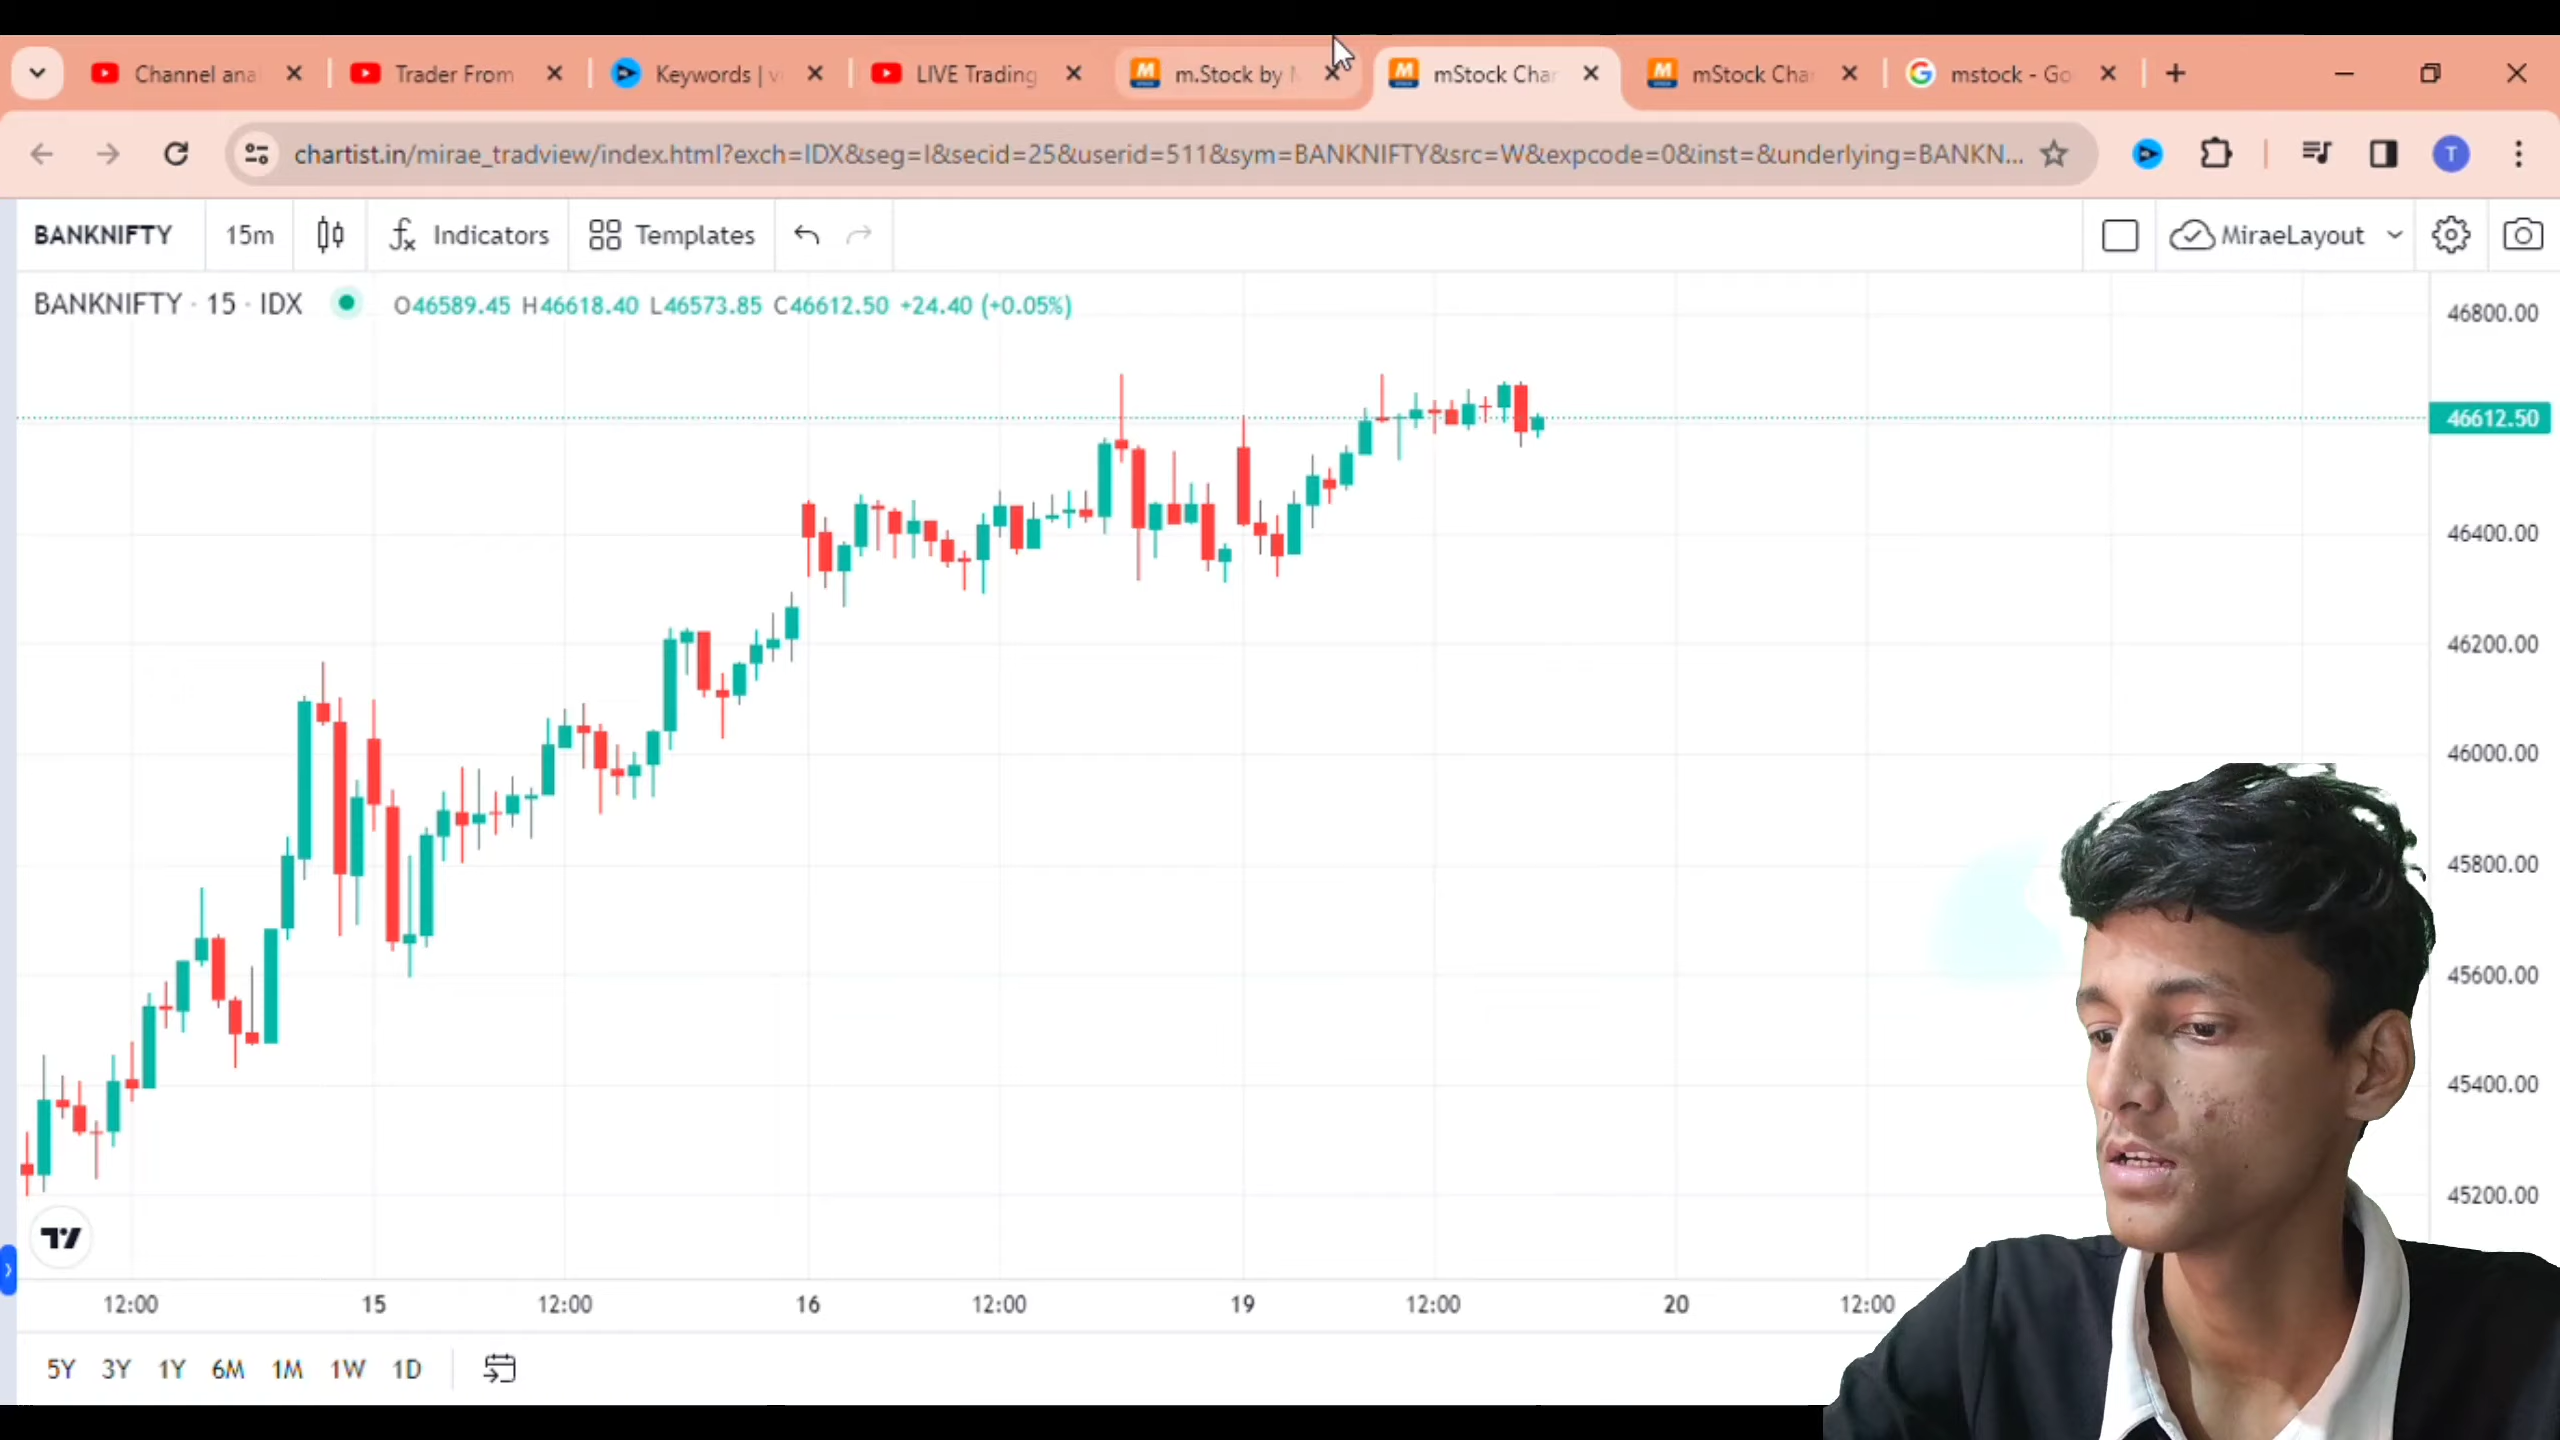 Channel ana
Trader From
Keywords | v
LIVE Trading
m.Stock by M
mStock Char
mStock Char
mstock - Go
chartist.in/mirae_tradview/index.html?exch=IDX&seg=I&secid=25&userid=511&sym=BANKNIFTY&src=W&expcode=0&inst=&underlying=BANKN...
T
BANKNIFTY
15m
Indicators
Templates
MiraeLayout
BANKNIFTY · 15 · IDX
O46589.45 H46618.40 L46573.85 C46612.50 +24.40 (+0.05%)
46800.00
46612.50
46400.00
46200.00
46000.00
45800.00
45600.00
45400.00
45200.00
12:00 15 12:00 16 12:00 19 12:00 20 12:00
5Y 3Y 1Y 6M 1M 1W 1D